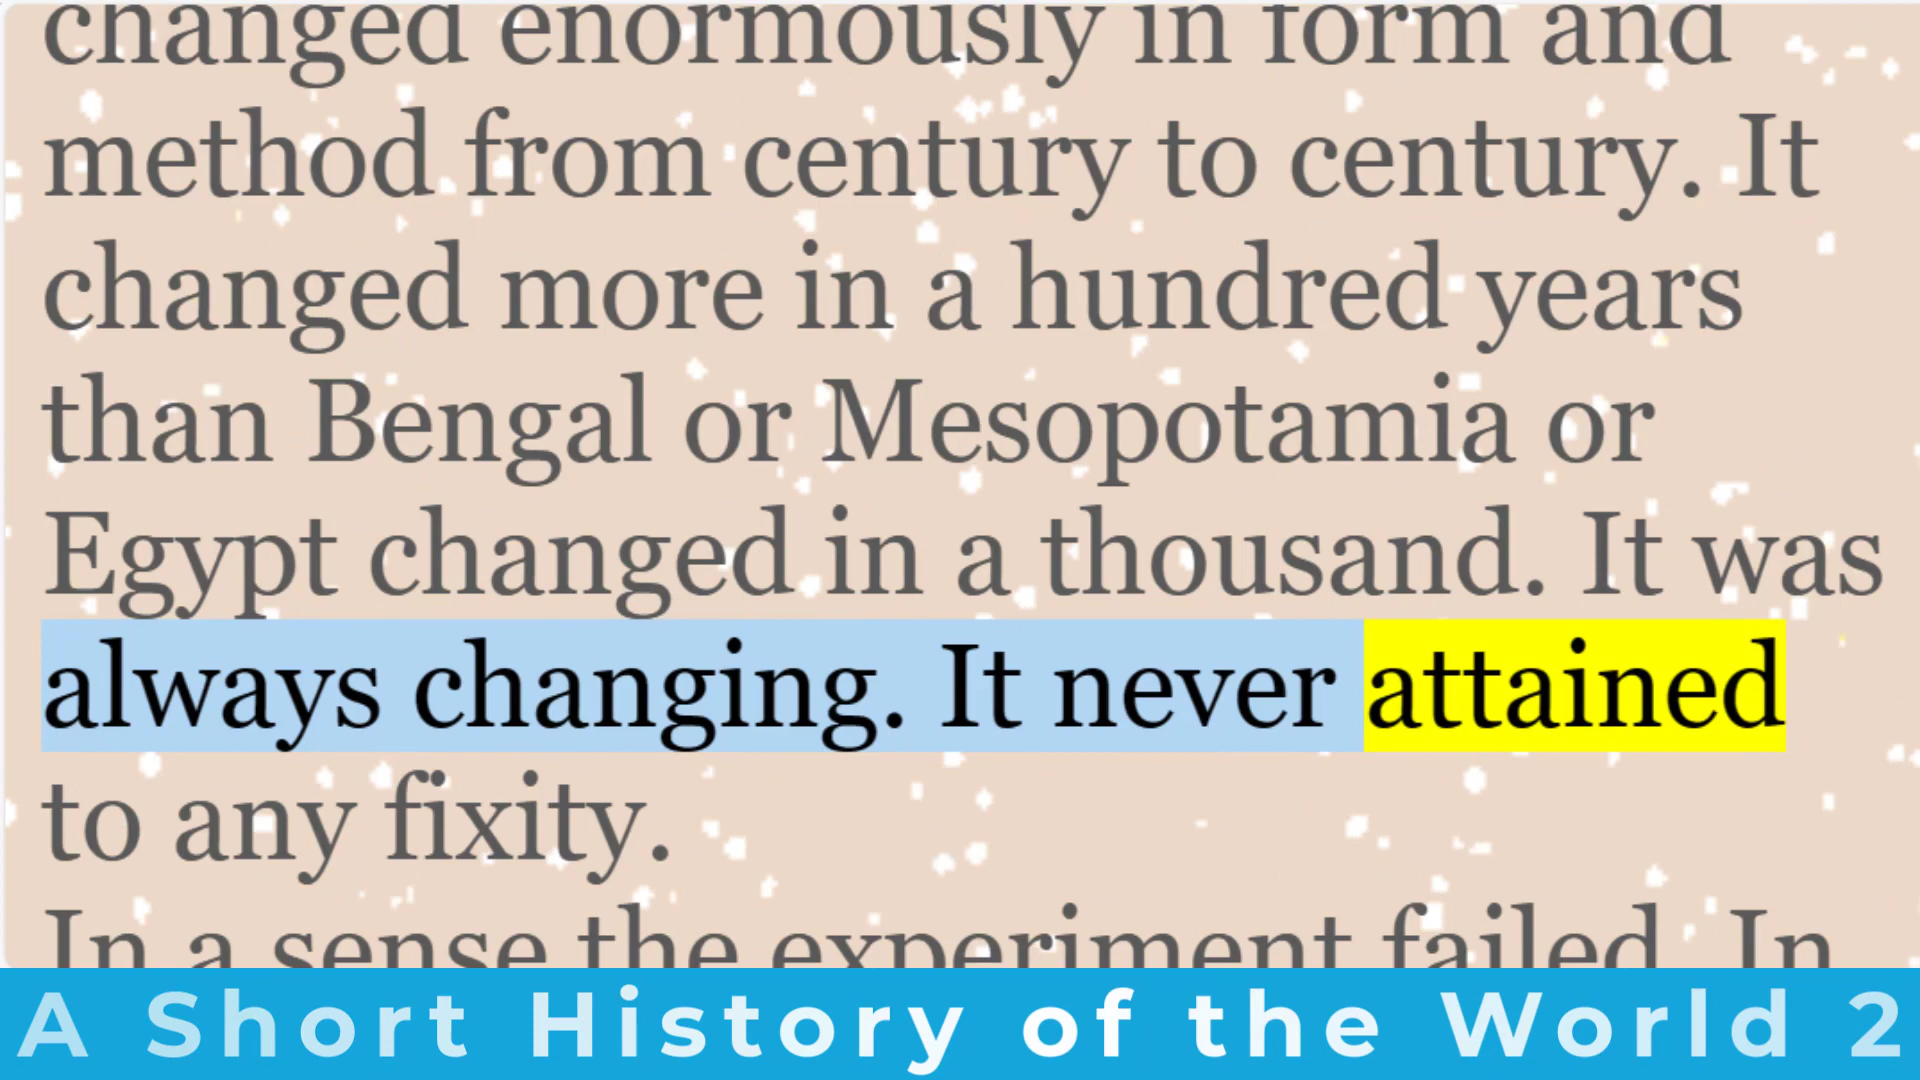 changed enormously in form and
method from century to century. It
changed more in a hundred years
than Bengal or Mesopotamia or
Egypt changed in a thousand. It was
always changing. It never attained
to any fixity.
In a sense the experiment failed. In
A Short History of the World 2